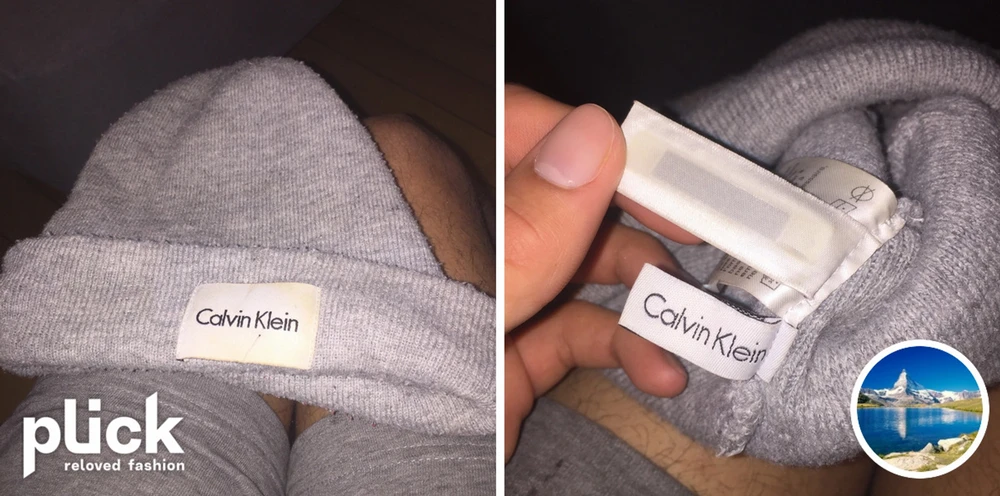 Calvin Klein
plick
reloved fashion
Calvin Klein